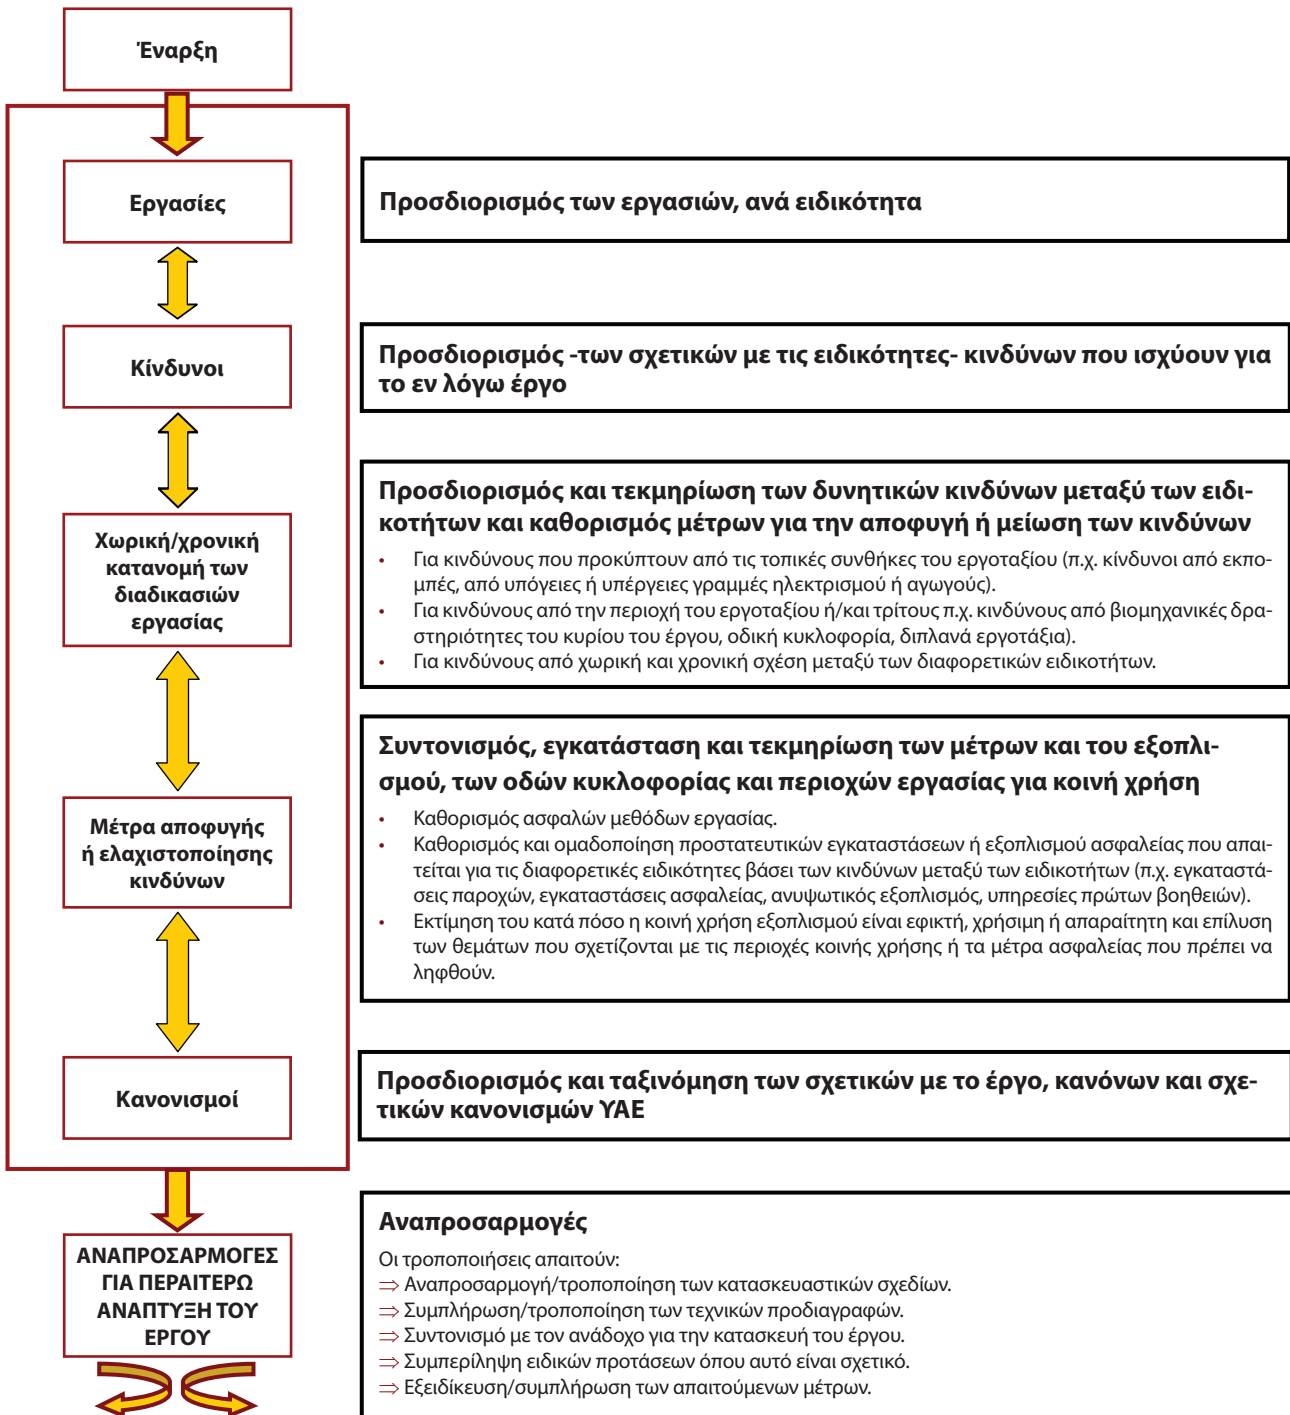 Έναρξη
Εργασίες
Προσδιορισμός των εργασιών, ανά ειδικότητα
Κίνδυνοι
Προσδιορισμός -των σχετικών με τις ειδικότητες- κινδύνων που ισχύουν για
το εν λόγω έργο
Χωρική/χρονική
κατανομή των
διαδικασιών
εργασίας
Προσδιορισμός και τεκμηρίωση των δυνητικών κινδύνων μεταξύ των ειδι-
κοτήτων και καθορισμός μέτρων για την αποφυγή ή μείωση των κινδύνων
• Για κινδύνους που προκύπτουν από τις τοπικές συνθήκες του εργοταξίου (π.χ. κίνδυνοι από εκπο-
μπές, από υπόγειες ή υπέργειες γραμμές ηλεκτρισμού ή αγωγούς).
• Για κινδύνους από την περιοχή του εργοταξίου ή/και τρίτους π.χ. κινδύνους από βιομηχανικές δρα-
στηριότητες του κυρίου του έργου, οδική κυκλοφορία, διπλανά εργοτάξια).
• Για κινδύνους από χωρική και χρονική σχέση μεταξύ των διαφορετικών ειδικοτήτων.
Μέτρα αποφυγής
ή ελαχιστοποίησης
κινδύνων
Συντονισμός, εγκατάσταση και τεκμηρίωση των μέτρων και του εξοπλι-
σμού, των οδών κυκλοφορίας και περιοχών εργασίας για κοινή χρήση
• Καθορισμός ασφαλών μεθόδων εργασίας.
• Καθορισμός και ομαδοποίηση προστατευτικών εγκαταστάσεων ή εξοπλισμού ασφαλείας που απαι-
τείται για τις διαφορετικές ειδικότητες βάσει των κινδύνων μεταξύ των ειδικοτήτων (π.χ. εγκαταστά-
σεις παροχών, εγκαταστάσεις ασφαλείας, ανυψωτικός εξοπλισμός, υπηρεσίες πρώτων βοηθειών).
• Εκτίμηση του κατά πόσο η κοινή χρήση εξοπλισμού είναι εφικτή, χρήσιμη ή απαραίτητη και επίλυση
των θεμάτων που σχετίζονται με τις περιοχές κοινής χρήσης ή τα μέτρα ασφαλείας που πρέπει να
ληφθούν.
Κανονισμοί
Προσδιορισμός και ταξινόμηση των σχετικών με το έργο, κανόνων και σχε-
τικών κανονισμών ΥΑΕ
ΑΝΑΠΡΟΣΑΡΜΟΓΕΣ
ΓΙΑ ΠΕΡΑΙΤΕΡΩ
ΑΝΑΠΤΥΞΗ ΤΟΥ
ΕΡΓΟΥ
Αναπροσαρμογές
Οι τροποποιήσεις απαιτούν:
⇒ Αναπροσαρμογή/τροποποίηση των κατασκευαστικών σχεδίων.
⇒ Συμπλήρωση/τροποποίηση των τεχνικών προδιαγραφών.
⇒ Συντονισμό με τον ανάδοχο για την κατασκευή του έργου.
⇒ Συμπερίληψη ειδικών προτάσεων όπου αυτό είναι σχετικό.
⇒ Εξειδίκευση/συμπλήρωση των απαιτούμενων μέτρων.